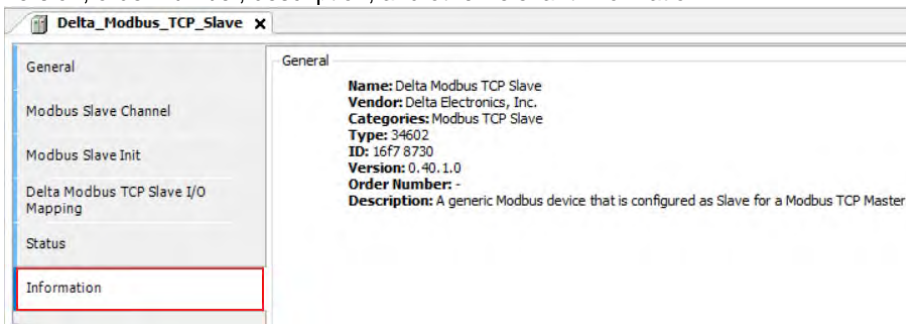 Delta_Modbus_TCP_Slave X
General
Modbus Slave Channel
Modbus Slave Init
Delta Modbus TCP Slave I/O
Mapping
Status
Information
General
Name: Delta Modbus TCP Slave
Vendor: Delta Electronics, Inc.
Categories: Modbus TCP Slave
Type: 34602
ID: 16f7 8730
Version: 0.40.1.0
Order Number: -
Description: A generic Modbus device that is configured as Slave for a Modbus TCP Master